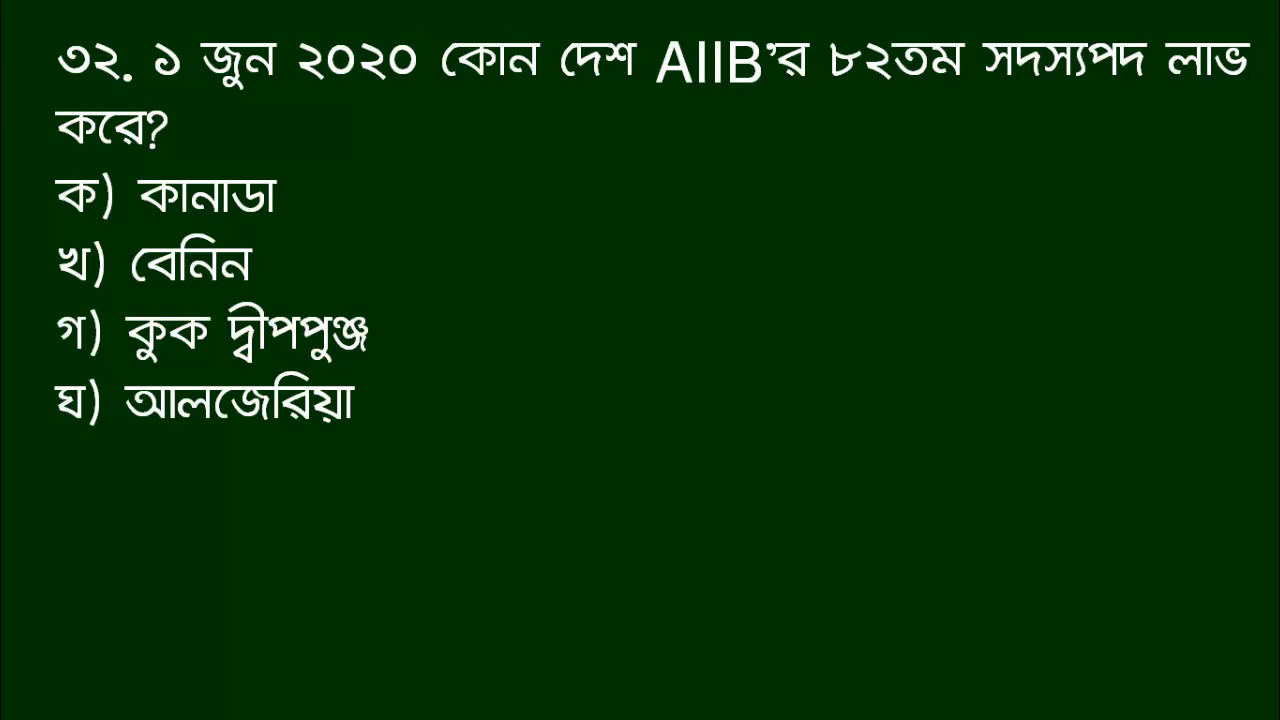 ৩২. ১ জুন ২০২০ কোন দেশ AIIB'র ৮২তম সদস্যপদ লাভ
করে?
ক) কানাডা
খ) বেনিন
গ) কুক দ্বীপপুঞ্জ
ঘ) আলজেরিয়া